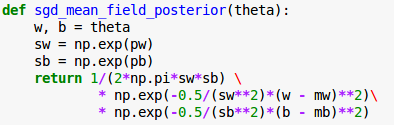 def sgd_mean_field_posterior(theta):
    w, b = theta
    sw = np.exp(pw)
    sb = np.exp(pb)
    return 1/(2*np.pi*sw*sb) \
            * np.exp(-0.5/(sw**2)*(w - mw)**2)\
            * np.exp(-0.5/(sb**2)*(b - mb)**2)